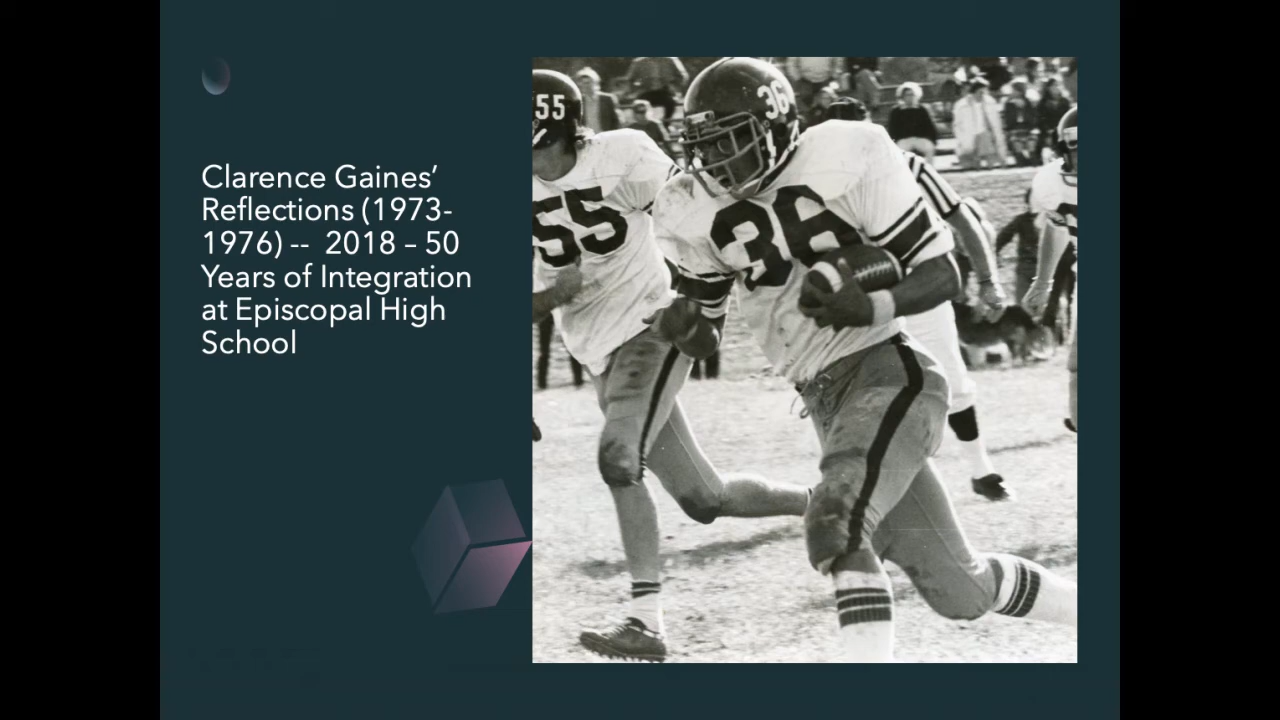 Clarence Gaines’
Reflections (1973-
1976) --  2018 – 50
Years of Integration
at Episcopal High
School
55
36
55
36